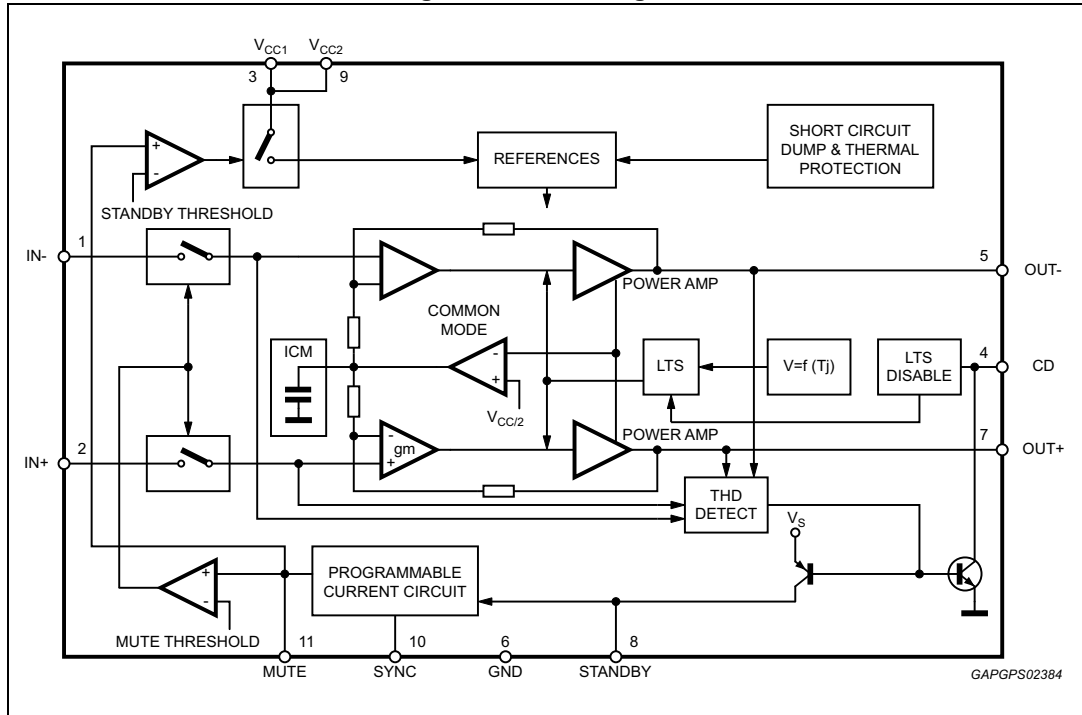 VCC1 VCC2
3 9
SHORT CIRCUIT
DUMP & THERMAL
PROTECTION
+
-
REFERENCES
STANDBY THRESHOLD
IN- 1
5 OUT-
POWER AMP
COMMON
MODE
ICM
-
+
VCC/2
LTS
V=f (Tj)
LTS
DISABLE
4 CD
IN+ 2
-
gm
+
POWER AMP
7 OUT+
THD
DETECT
VS
+
-
PROGRAMMABLE
CURRENT CIRCUIT
MUTE THRESHOLD
11 10 6 8
MUTE SYNC GND STANDBY
GAPGPS02384